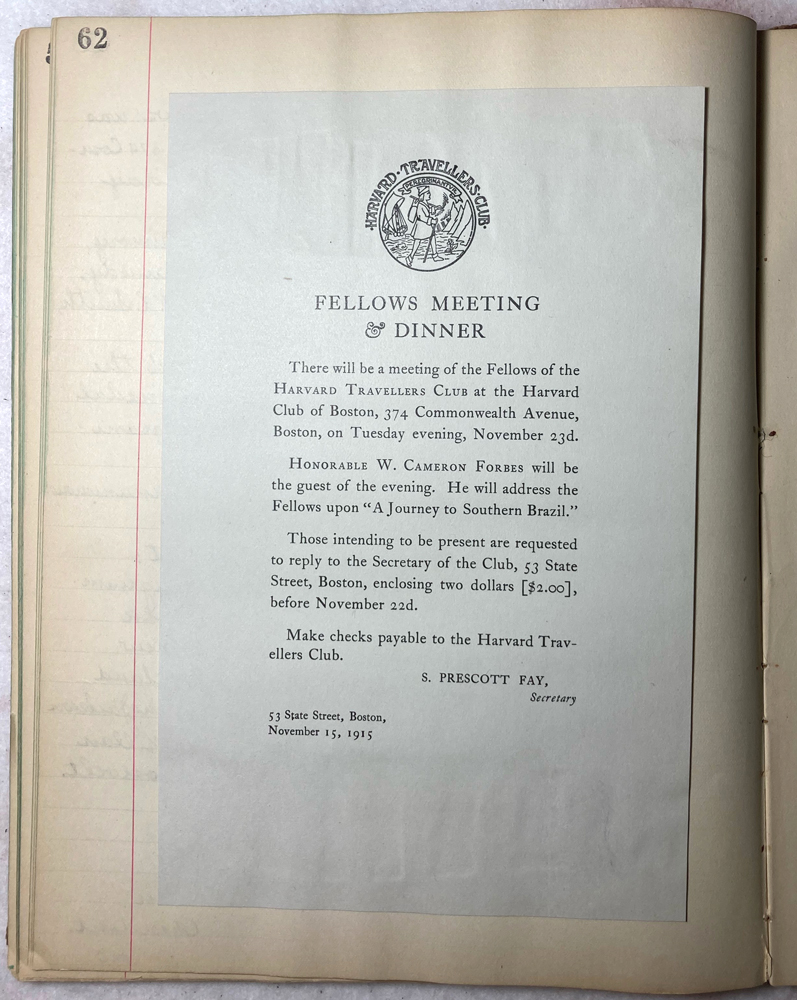 62
·HARVARD·TRAVELLERS·CLUB·
PEREGRINANTVR
FELLOWS MEETING
& DINNER
There will be a meeting of the Fellows of the
HARVARD TRAVELLERS CLUB at the Harvard
Club of Boston, 374 Commonwealth Avenue,
Boston, on Tuesday evening, November 23d.
HONORABLE W. CAMERON FORBES will be
the guest of the evening. He will address the
Fellows upon “A Journey to Southern Brazil.”
Those intending to be present are requested
to reply to the Secretary of the Club, 53 State
Street, Boston, enclosing two dollars [$2.00],
before November 22d.
Make checks payable to the Harvard Trav-
ellers Club.
S. PRESCOTT FAY,
Secretary
53 State Street, Boston,
November 15, 1915